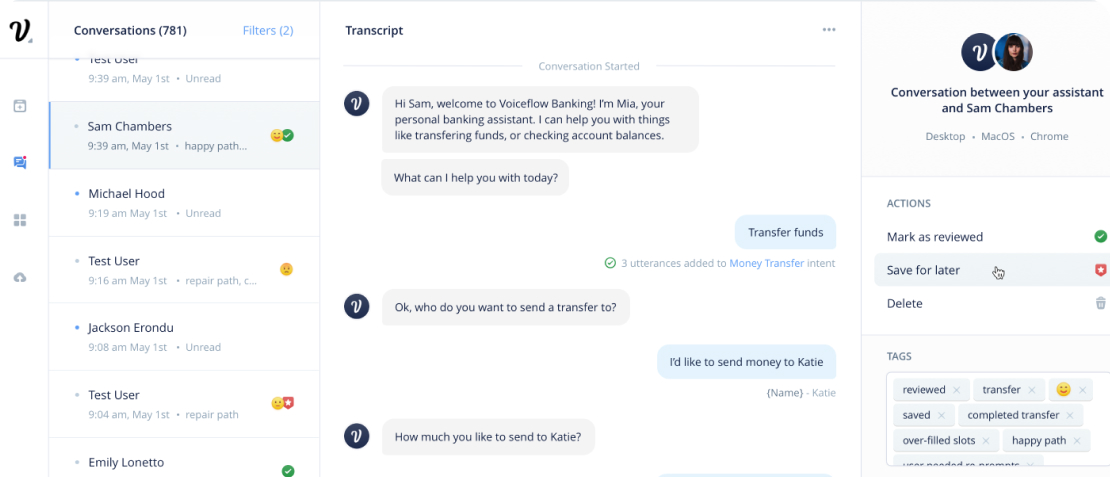 Conversations (781)
Filters (2)
Test User
9:39 am, May 1st • Unread
Sam Chambers
9:39 am, May 1st • happy path...
Michael Hood
9:19 am May 1st • Unread
Test User
9:16 am, May 1st • repair path, c...
Jackson Erondu
9:08 am May 1st • Unread
Test User
9:04 am, May 1st • repair path
Emily Lonetto
Transcript
Conversation Started
Hi Sam, welcome to Voiceflow Banking! I'm Mia, your
personal banking assistant. I can help you with things
like transfering funds, or checking account balances.
What can I help you with today?
Transfer funds
3 utterances added to Money Transfer intent
Ok, who do you want to send a transfer to?
I'd like to send money to Katie
{Name} - Katie
How much you like to send to Katie?
Conversation between your assistant
and Sam Chambers
Desktop • MacOS • Chrome
ACTIONS
Mark as reviewed
Save for later
Delete
TAGS
reviewed × transfer × ×
saved × completed transfer ×
over-filled slots × happy path ×
user needed re-prompts